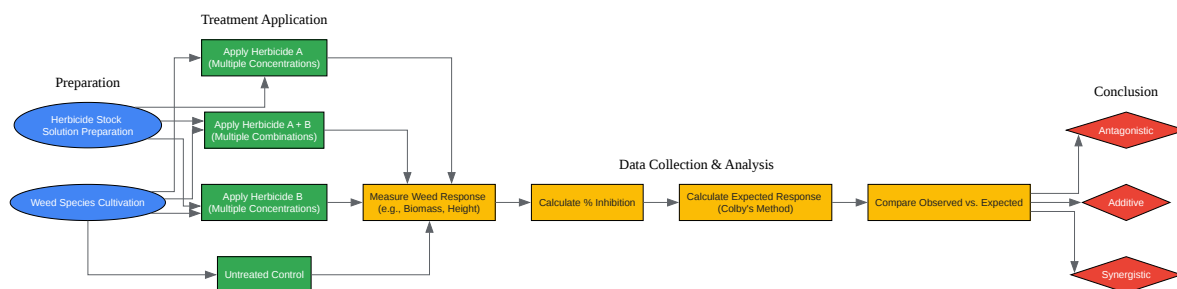 Treatment Application
Apply Herbicide A
(Multiple Concentrations)
Preparation
Herbicide Stock
Solution Preparation
Apply Herbicide A + B
(Multiple Combinations)
Conclusion
Antagonistic
Data Collection & Analysis
Weed Species Cultivation
Apply Herbicide B
(Multiple Concentrations)
Measure Weed Response
(e.g., Biomass, Height)
Calculate % Inhibition
Calculate Expected Response
(Colby's Method)
Compare Observed vs. Expected
Additive
Untreated Control
Synergistic